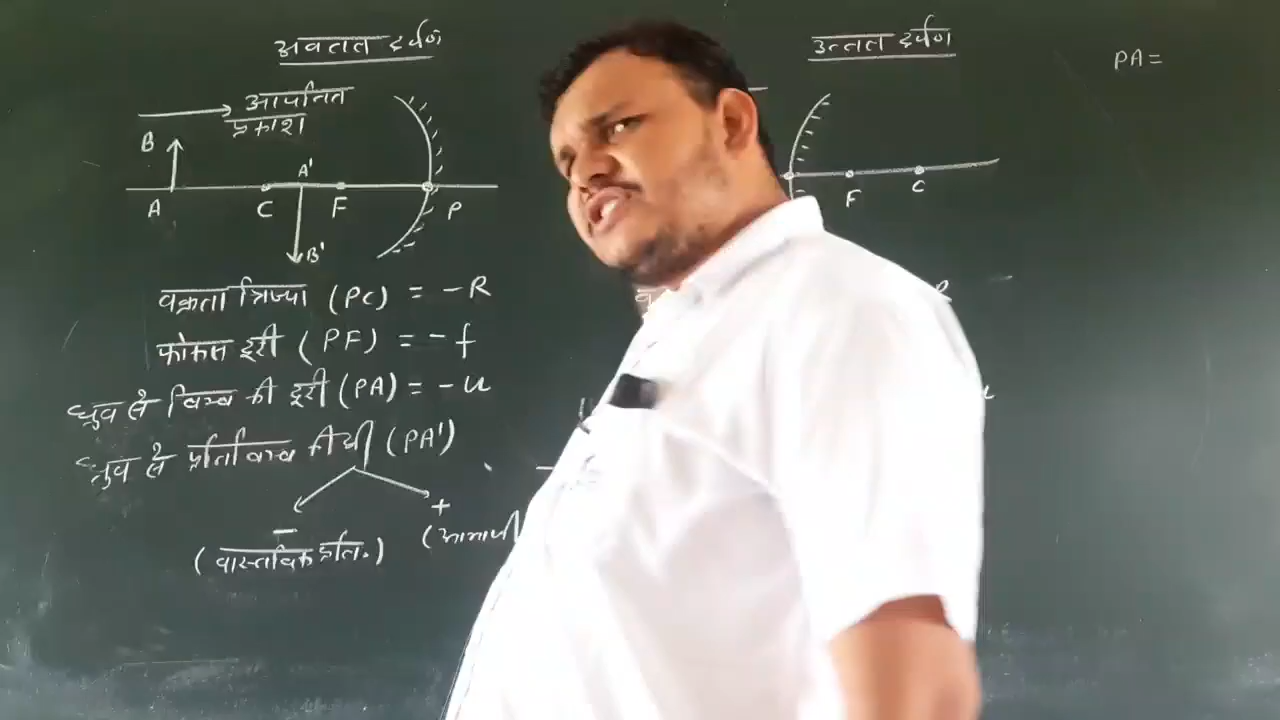 अवतल दर्पण
आपतित
प्रकाश
B
A'
A C F P
B'
वक्रता त्रिज्या (PC) = -R
फोकस दूरी (PF) = - f
ध्रुव से बिम्ब की दूरी (PA) = - u
ध्रुव से प्रतिबिम्ब की दूरी (PA')
- +
(वास्तविक प्रति.) (आभासी
उत्तल दर्पण
F C
PA =